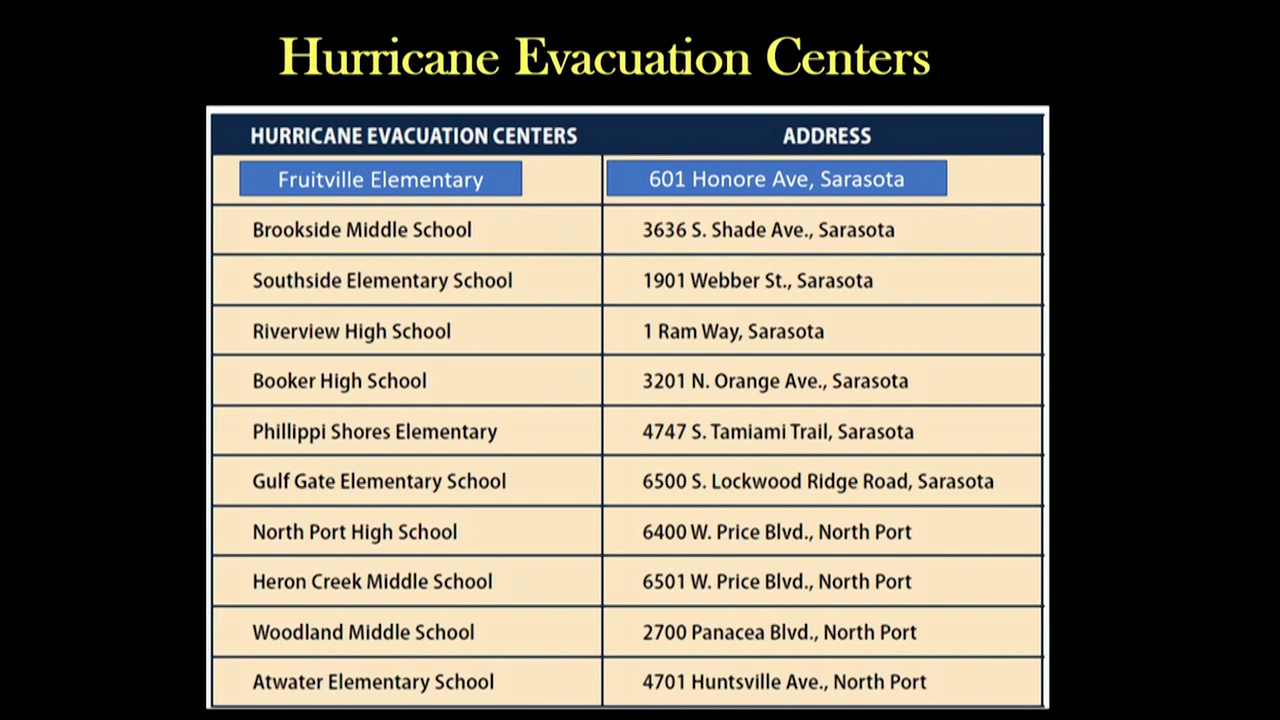 Hurricane Evacuation Centers
HURRICANE EVACUATION CENTERS ADDRESS
Fruitville Elementary 601 Honore Ave, Sarasota
Brookside Middle School 3636 S. Shade Ave., Sarasota
Southside Elementary School 1901 Webber St., Sarasota
Riverview High School 1 Ram Way, Sarasota
Booker High School 3201 N. Orange Ave., Sarasota
Phillippi Shores Elementary 4747 S. Tamiami Trail, Sarasota
Gulf Gate Elementary School 6500 S. Lockwood Ridge Road, Sarasota
North Port High School 6400 W. Price Blvd., North Port
Heron Creek Middle School 6501 W. Price Blvd., North Port
Woodland Middle School 2700 Panacea Blvd., North Port
Atwater Elementary School 4701 Huntsville Ave., North Port